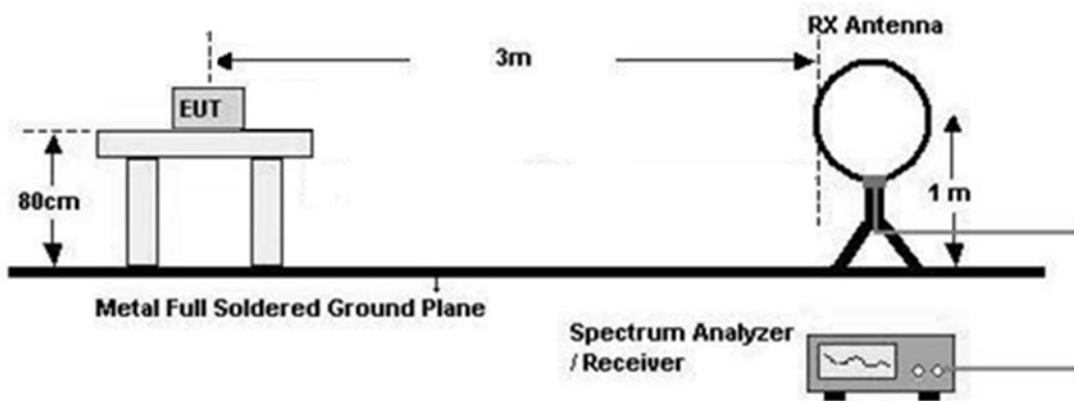 RX Antenna
3m
EUT
80cm
1 m
Metal Full Soldered Ground Plane
Spectrum Analyzer
/ Receiver